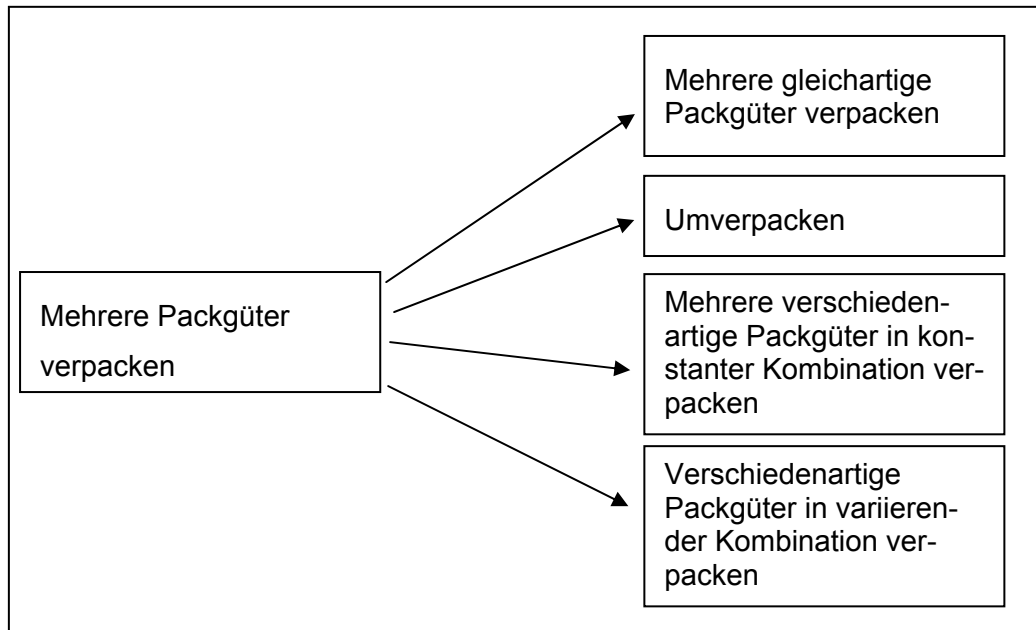 Mehrere Packgüter
verpacken
Mehrere gleichartige
Packgüter verpacken
Umverpacken
Mehrere verschieden-
artige Packgüter in kon-
stanter Kombination ver-
packen
Verschiedenartige
Packgüter in variieren-
der Kombination ver-
packen